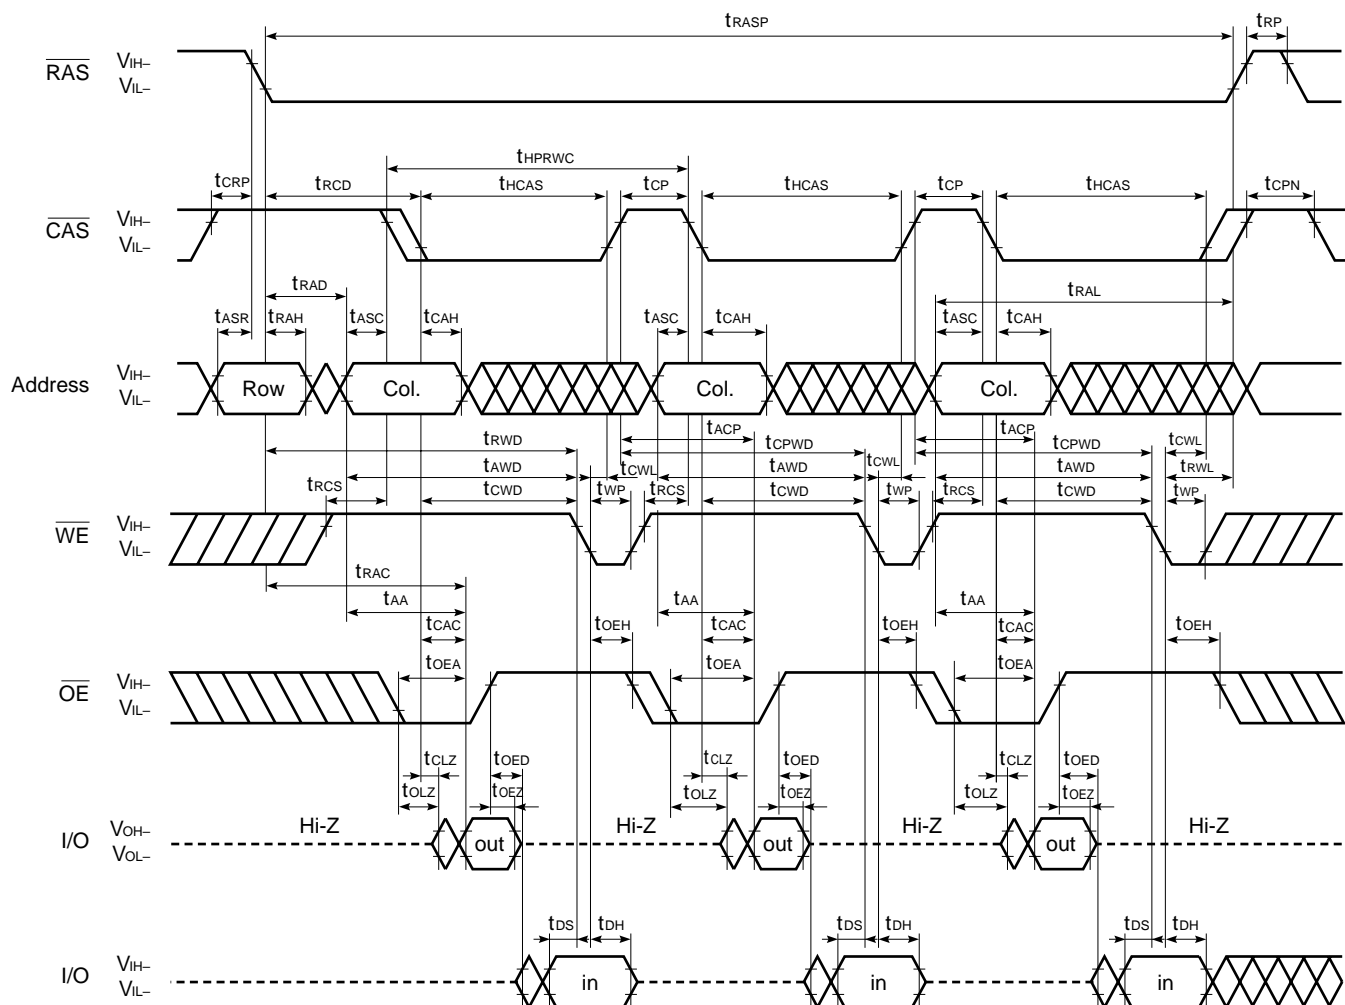 tRASP tRP
RAS VIH–
VIL–
tHPRWC
tCRP tRCD tHCAS tCP tHCAS tCP tHCAS tCPN
CAS VIH–
VIL–
tRAD tRAL
tASR tRAH tASC tCAH tASC tCAH tASC tCAH
Address VIH– Row Col. Col. Col.
VIL–
tRWD tACP tCPWD tACP tCPWD tCWL
tAWD tCWL tAWD tCWL tAWD tRWL
tRCS tCWD tWP tRCS tCWD tWP tRCS tCWD tWP
WE VIH–
VIL–
tRAC
tAA tAA tAA
tCAC tOEH tCAC tOEH tCAC tOEH
tOEA tOEA tOEA
OE VIH–
VIL–
tCLZ tOED tCLZ tOED tCLZ tOED
tOLZ tOEZ tOLZ tOEZ tOLZ tOEZ
I/O VOH– Hi-Z Hi-Z Hi-Z Hi-Z
VOL– out out out
tDS tDH tDS tDH tDS tDH
I/O VIH– in in in
VIL–